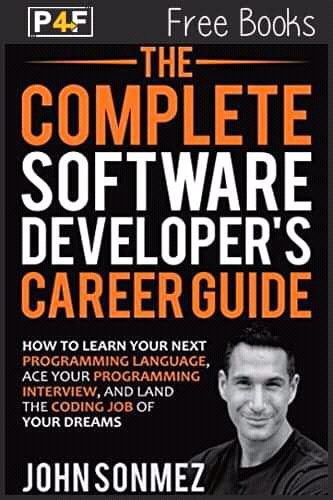 P4F
Free Books
THE
COMPLETE
SOFTWARE
DEVELOPER'S
CAREER GUIDE
HOW TO LEARN YOUR NEXT
PROGRAMMING LANGUAGE,
ACE YOUR PROGRAMMING
INTERVIEW, AND LAND
THE CODING JOB OF
YOUR DREAMS
JOHN SONMEZ